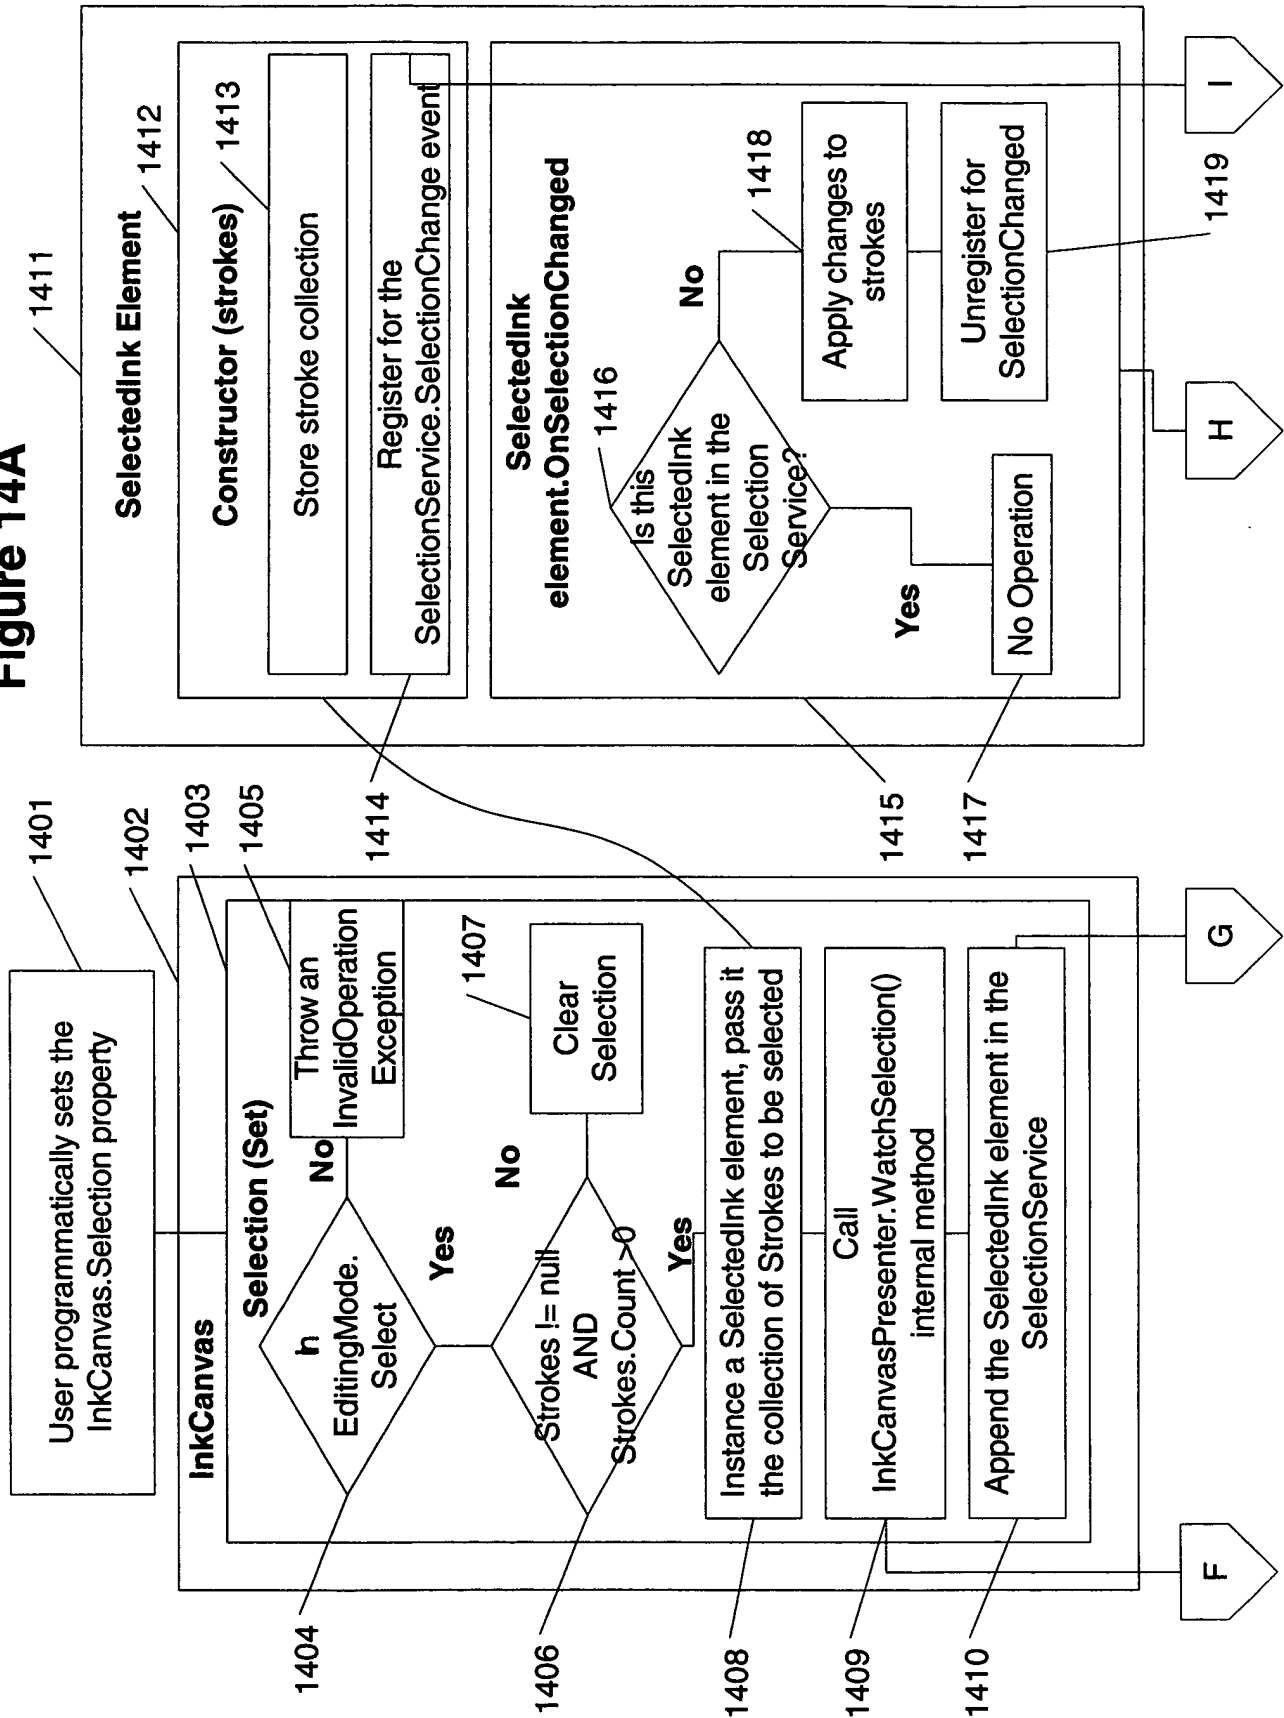 Figure 14A
1401
User programmatically sets the
InkCanvas.Selection property
1402
InkCanvas
1403
Selection (Set)
1404
In
EditingMode.
Select
No
1405
Throw an
InvalidOperation
Exception
Yes
1406
Strokes != null
AND
Strokes.Count >0
No
1407
Clear
Selection
Yes
1408
Instance a SelectedInk element, pass it
the collection of Strokes to be selected
1409
Call
InkCanvasPresenter.WatchSelection()
internal method
1410
Append the SelectedInk element in the
SelectionService
F
G
1411
SelectedInk Element
1412
Constructor (strokes)
1413
Store stroke collection
1414
Register for the
SelectionService.SelectionChange event
1415
SelectedInk
element.OnSelectionChanged
1416
Is this
SelectedInk
element in the
Selection
Service?
No
1418
Apply changes to
strokes
Yes
1417
No Operation
Unregister for
SelectionChanged
1419
H
I